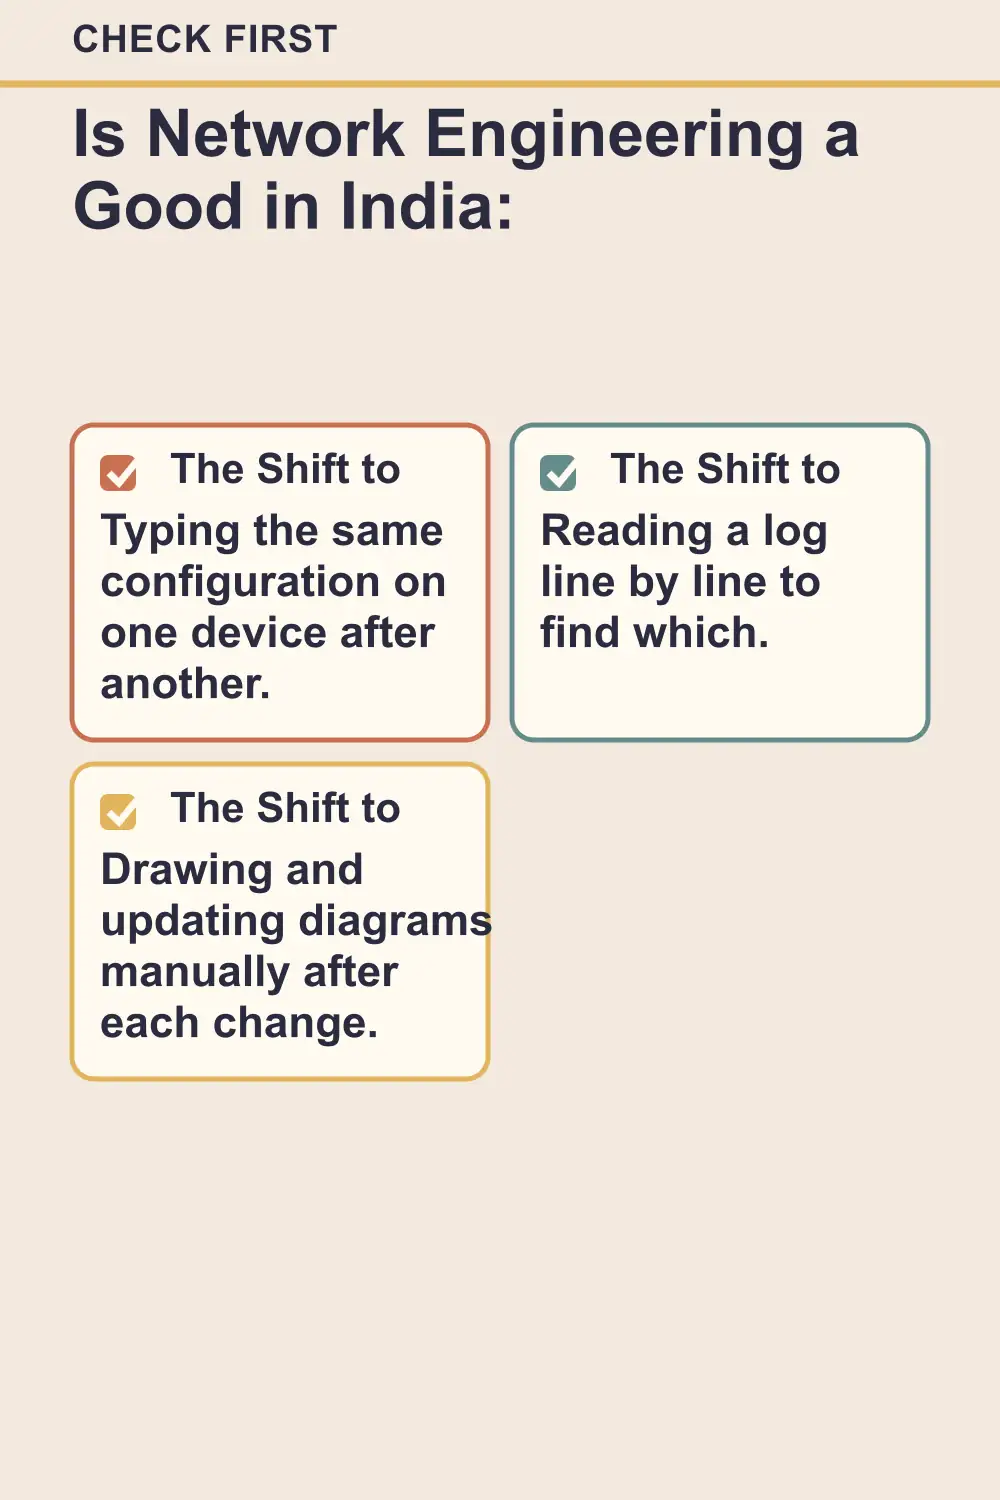 CHECK FIRST
Is Network Engineering a
Good in India:
The Shift to
Typing the same
configuration on
one device after
another.
The Shift to
Reading a log
line by line to
find which.
The Shift to
Drawing and
updating diagrams
manually after
each change.